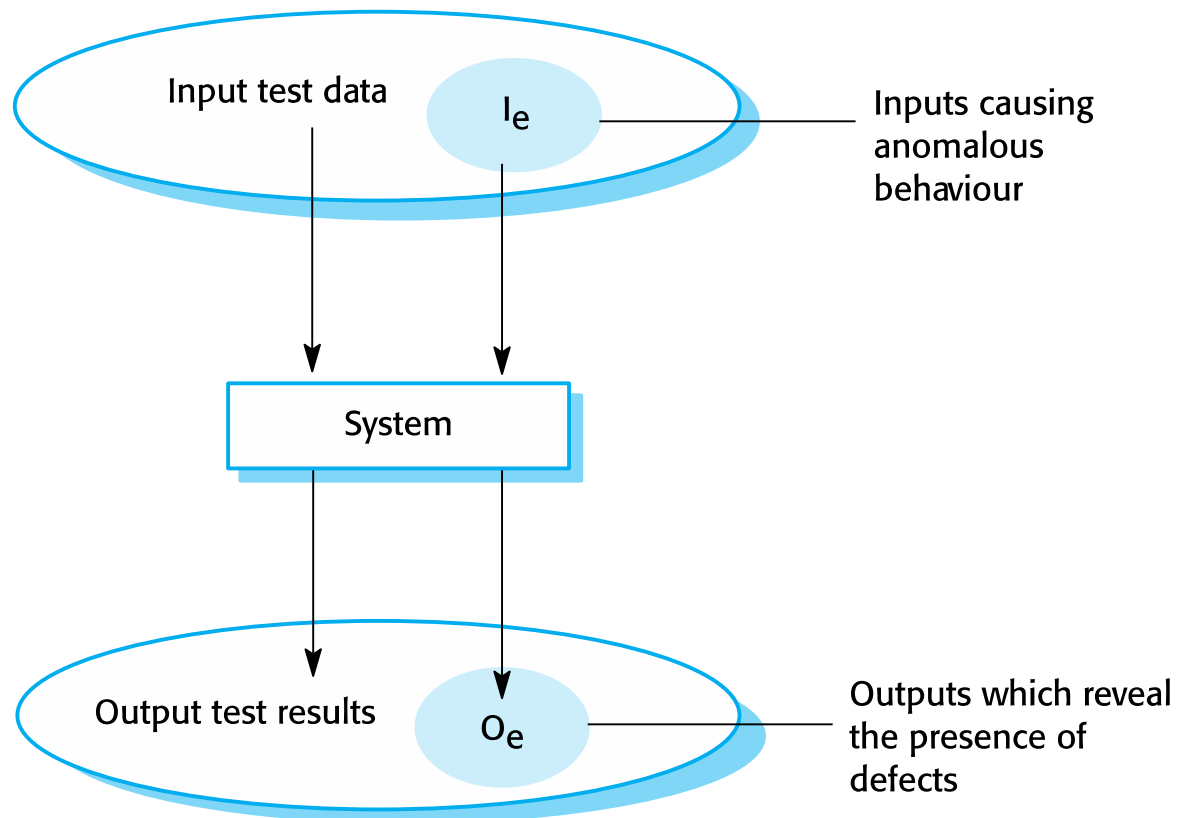 Input test data
Ie
Inputs causing
anomalous
behaviour
System
Output test results
Oe
Outputs which reveal
the presence of
defects